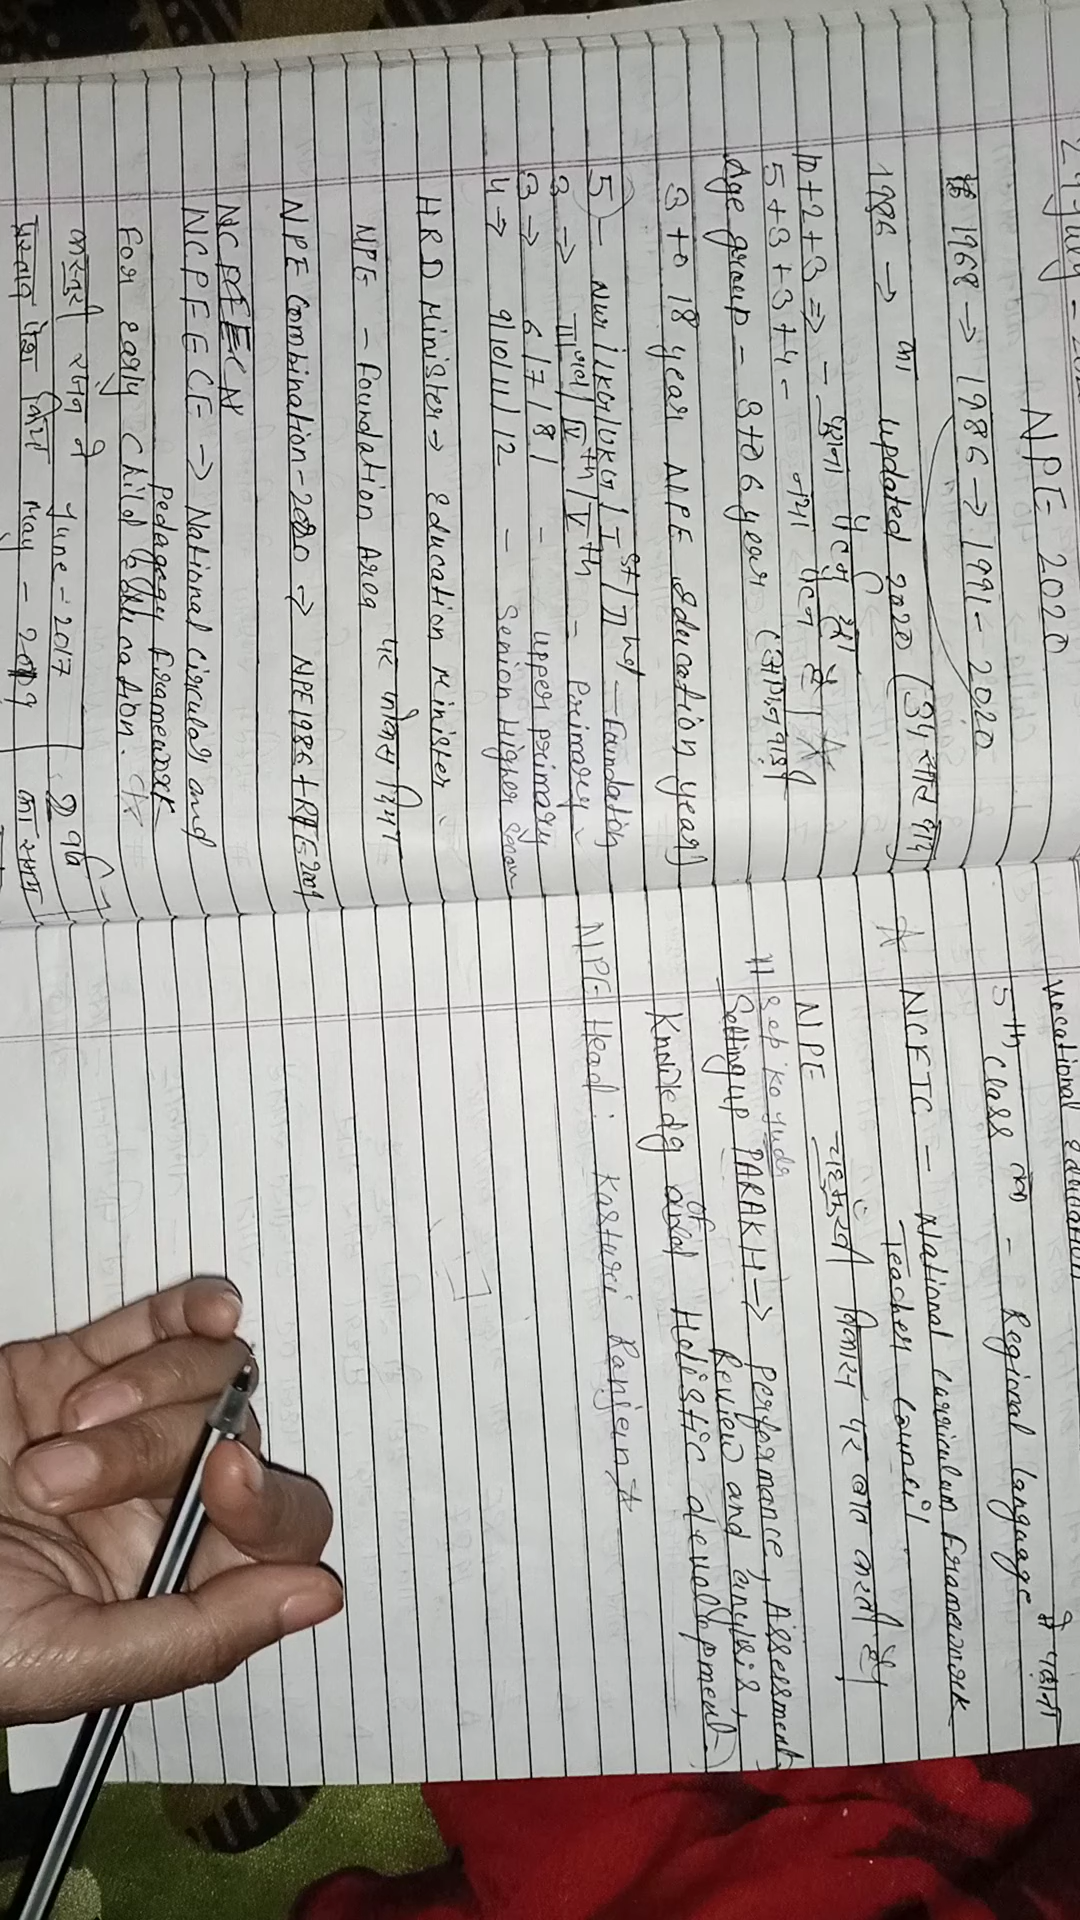 NPE 2020
1968 → 1986 → 1991 - 2020
1986 → का updated 2020 (34 साल बाद)
10+2+3 ⇒ - पुराना पैटर्न है।
5+3+3+4 - नया पैटर्न है।
Age group - 3 to 6 year
3 to 18 year NPE Education year)
5) - Nur/LKG/UKG/Ist/IInd - Foundation
3 → III/IVth/Vth = Primary
3 → 6/7/8/ - Upper primary
4 → 9/10/11/12 - Senior Higher
HRD Minister → Education Minister
NPE - Foundation Area पर फोकस किया
NPE Combination - 2020 → NPE 1986 + RTE-2009
NCPFECE → National Circular and
Pedagogy Framework
For early Child Education.
कस्तूरी रंजन ने June - 2017
प्रस्ताव पेश किया May - 2019
Vocational Education
5th Class तक - Regional language में पढ़ाना
NCFTC - National Curriculum Framework
Teacher Council
NPE - विकास पर बात करती है।
Setting up PARAKH → Performance, Assessment
Review and anylsis,
Knowledg of Holistic development
NPE Head: Kasturi Ranjan